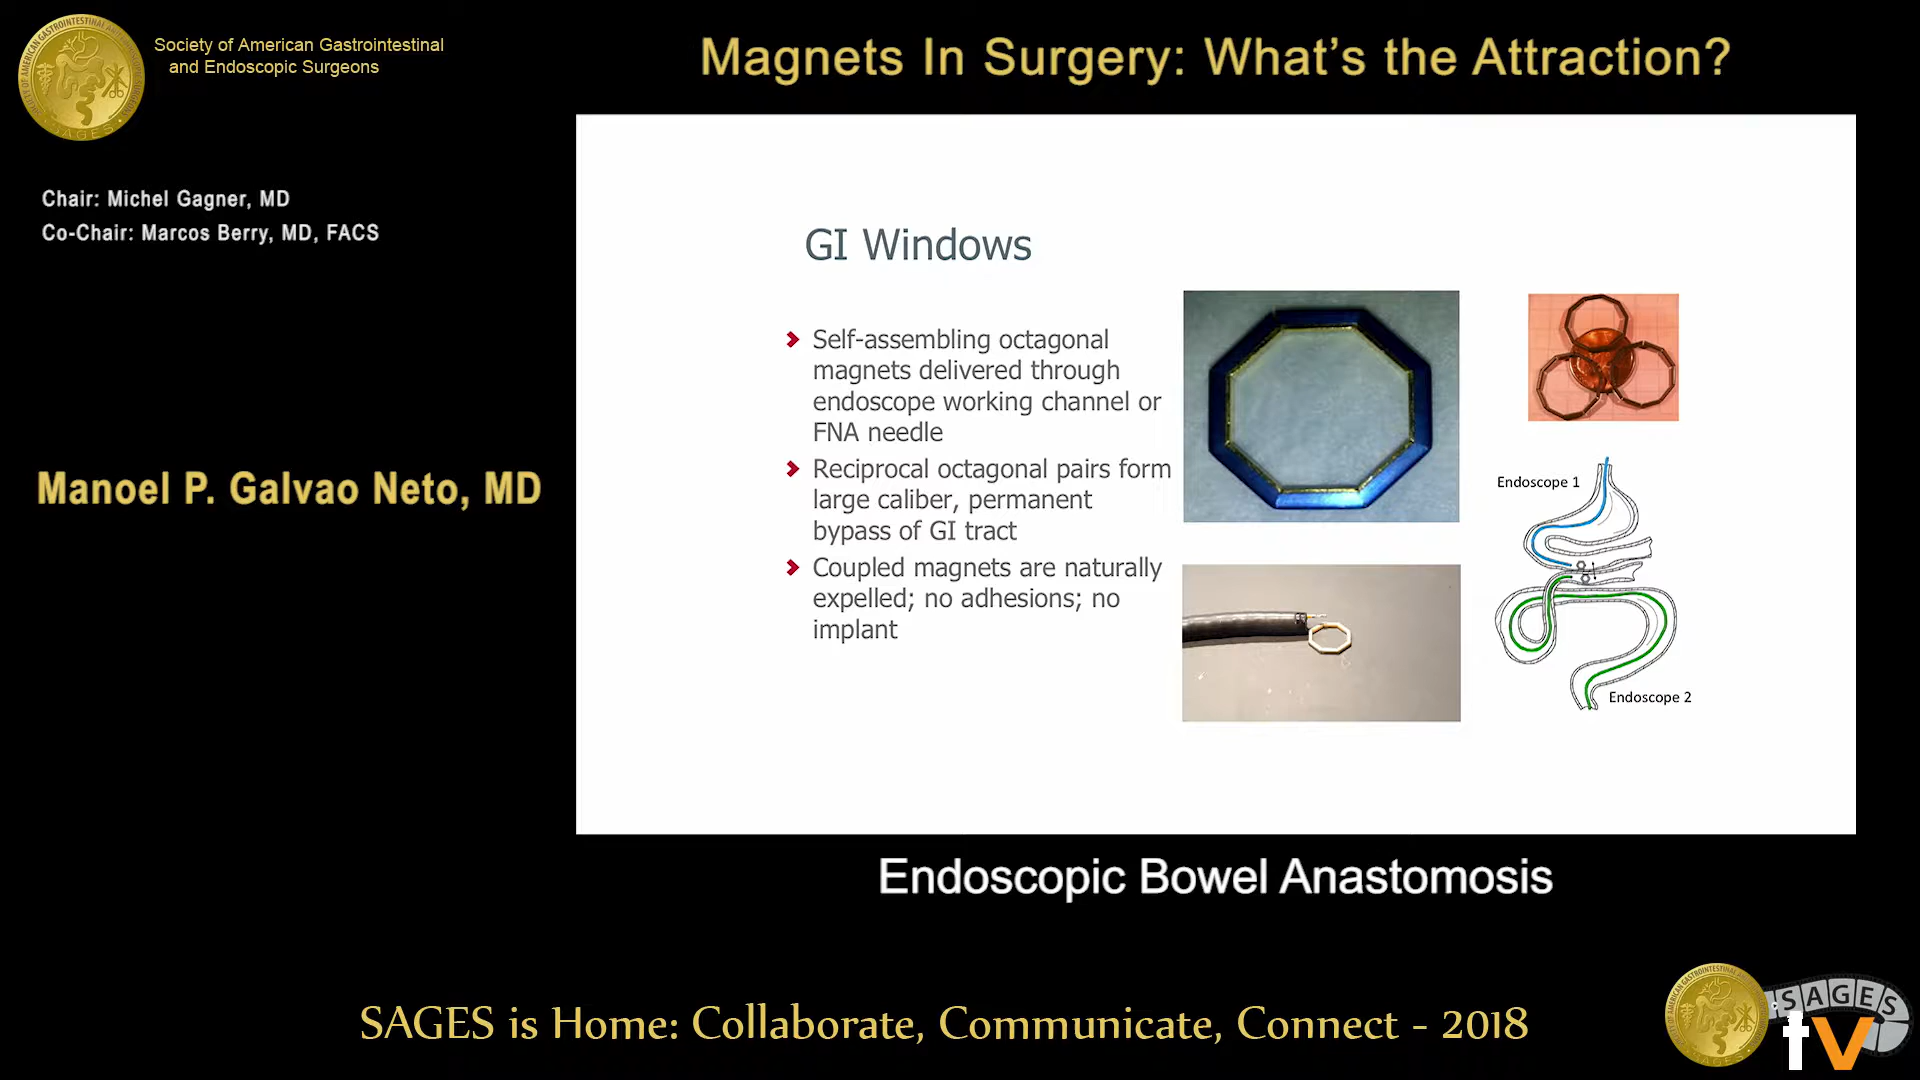 Society of American Gastrointestinal
and Endoscopic Surgeons
Magnets In Surgery: What's the Attraction?
Chair: Michel Gagner, MD
Co-Chair: Marcos Berry, MD, FACS
Manoel P. Galvao Neto, MD
GI Windows
Self-assembling octagonal
magnets delivered through
endoscope working channel or
FNA needle
Reciprocal octagonal pairs form
large caliber, permanent
bypass of GI tract
Coupled magnets are naturally
expelled; no adhesions; no
implant
Endoscope 1
Endoscope 2
Endoscopic Bowel Anastomosis
SAGES is Home: Collaborate, Communicate, Connect - 2018
SAGES
tv